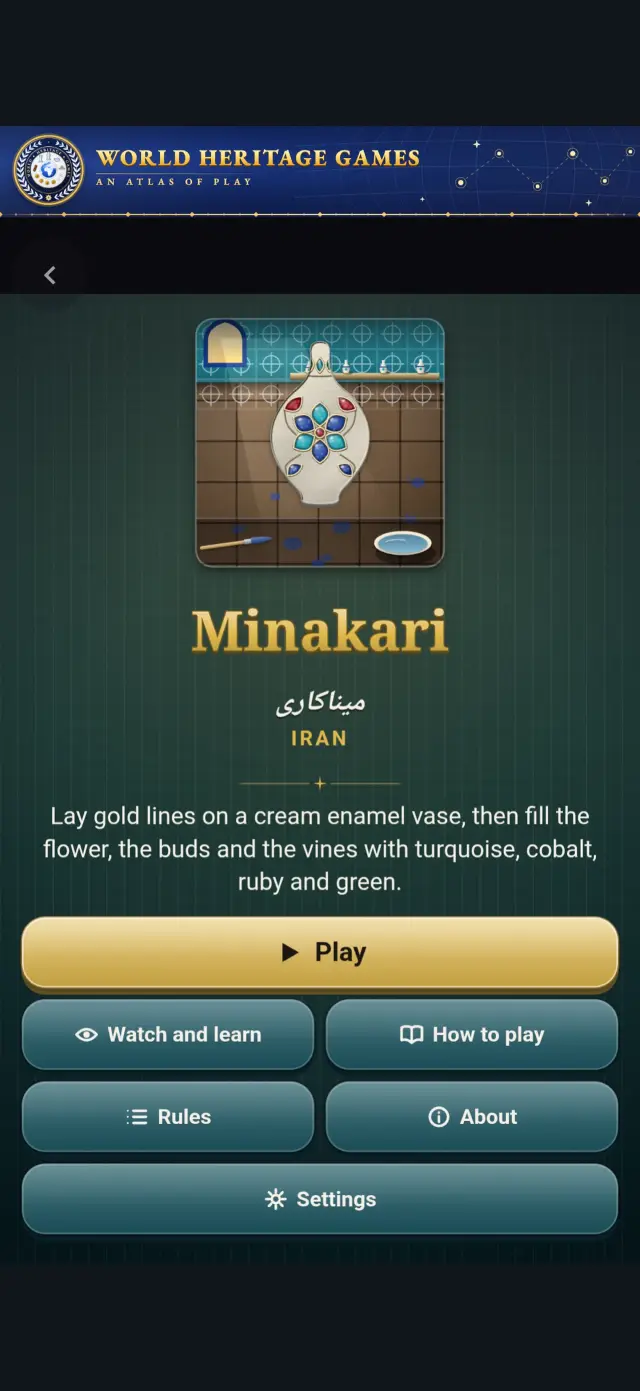 WORLD HERITAGE GAMES
AN ATLAS OF PLAY
Minakari
میناکاری
IRAN
Lay gold lines on a cream enamel vase, then fill the
flower, the buds and the vines with turquoise, cobalt,
ruby and green.
Play
Watch and learn
How to play
Rules
About
Settings